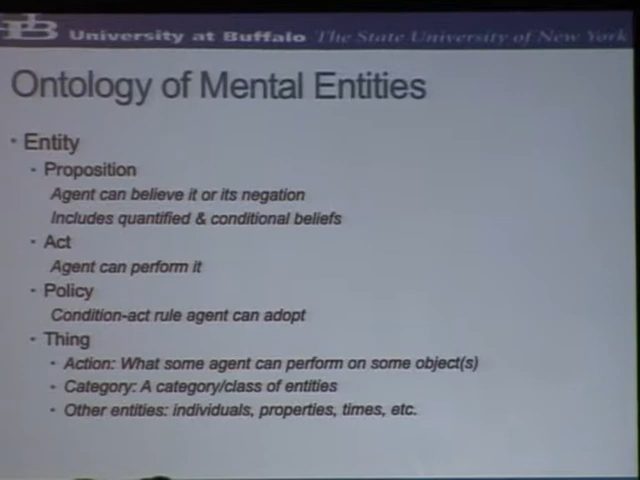 UB University at Buffalo The State University of New York
Ontology of Mental Entities
• Entity
• Proposition
Agent can believe it or its negation
Includes quantified & conditional beliefs
• Act
Agent can perform it
• Policy
Condition-act rule agent can adopt
• Thing
• Action: What some agent can perform on some object(s)
• Category: A category/class of entities
• Other entities: individuals, properties, times, etc.